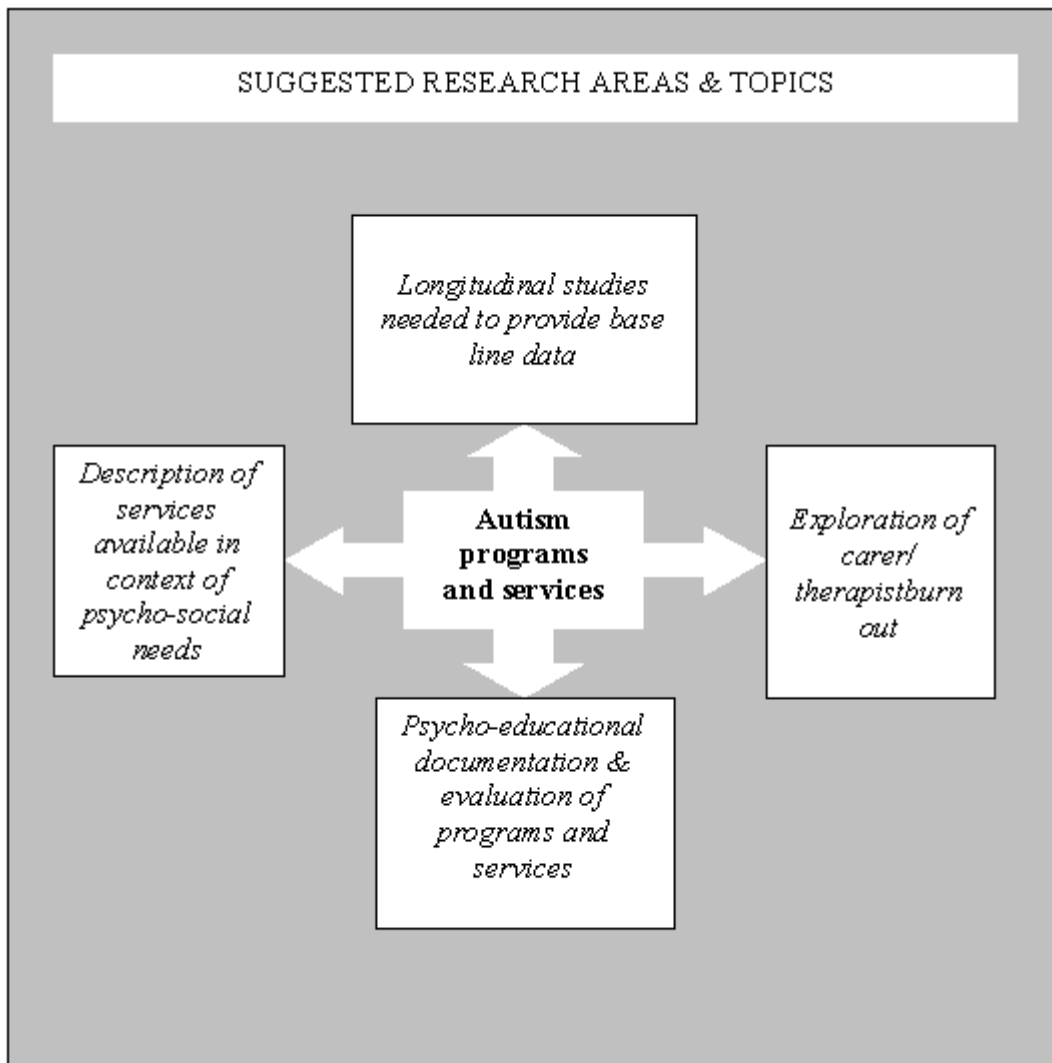 SUGGESTED RESEARCH AREAS & TOPICS
Longitudinal studies
needed to provide base
line data
Description of
services
available in
context of
psycho-social
needs
Autism
programs
and services
Exploration of
carer/
therapistburn
out
Psycho-educational
documentation &
evaluation of
programs and
services